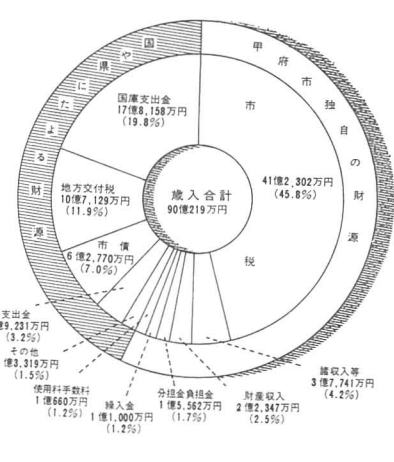 国や県にたよる財源
甲府市独自の財源
国庫支出金
17億8,158万円
(19.8%)
市税
41億2,302万円
(45.8%)
地方交付税
10億7,129万円
(11.9%)
歳入合計
90億219万円
市債
6億2,770万円
(7.0%)
支出金
億9,231万円
(3.2%)
その他
億3,319万円
(1.5%)
使用料手数料
1億660万円
(1.2%)
繰入金
1億1,000万円
(1.2%)
分担金負担金
1億5,562万円
(1.7%)
財産収入
2億2,347万円
(2.5%)
諸収入等
3億7,741万円
(4.2%)